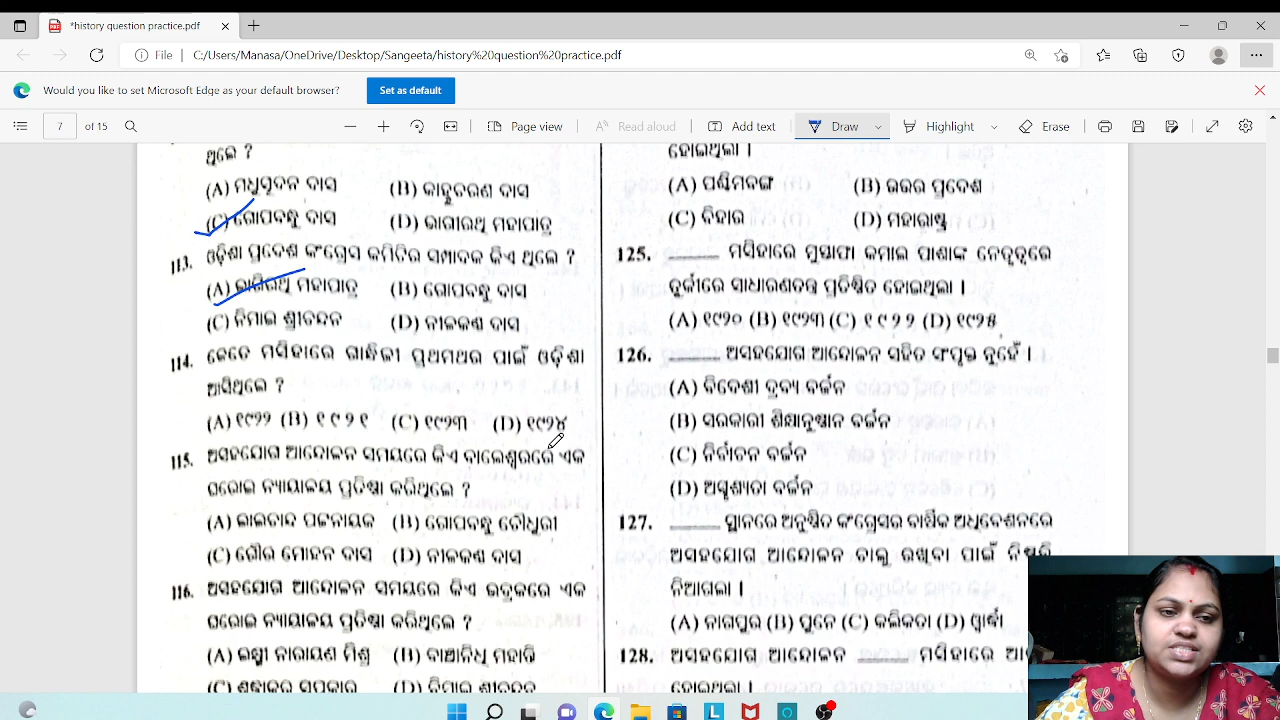 *history question practice.pdf
File | C:/Users/Manasa/OneDrive/Desktop/Sangeeta/history%20question%20practice.pdf
Would you like to set Microsoft Edge as your default browser? Set as default
7 of 15 Page view Read aloud Add text Draw Highlight Erase
ଥିଲେ ?
(A) ମଧୁସୂଦନ ଦାସ (B) କାହ୍ନୁଚରଣ ଦାସ
(C) ଗୋପବନ୍ଧୁ ଦାସ (D) ଭାଗୀରଥି ମହାପାତ୍ର
113. ଓଡ଼ିଶା ପ୍ରଦେଶ କଂଗ୍ରେସ କମିଟିର ସମ୍ପାଦକ କିଏ ଥିଲେ ?
(A) ଭାଗିରଥି ମହାପାତ୍ର (B) ଗୋପବନ୍ଧୁ ଦାସ
(C) ନିମାଇ ଶ୍ରୀଚନ୍ଦନ (D) ନୀଳକଣ୍ଠ ଦାସ
114. କେତେ ମସିହାରେ ଗାନ୍ଧିଜୀ ପ୍ରଥମଥର ପାଇଁ ଓଡ଼ିଶା
ଆସିଥିଲେ ?
(A) ୧୯୨୨ (B) ୧୯୨୧ (C) ୧୯୨୩ (D) ୧୯୨୪
115. ଅସହଯୋଗ ଆନ୍ଦୋଳନ ସମୟରେ କିଏ ବାଲେଶ୍ୱରରେ ଏକ
ଘରୋଇ ନ୍ୟାୟାଳୟ ପ୍ରତିଷ୍ଠା କରିଥିଲେ ?
(A) ଲାଲଚାନ୍ଦ ପଟ୍ଟନାୟକ (B) ଗୋପବନ୍ଧୁ ଚୌଧୁରୀ
(C) ଗୌର ମୋହନ ଦାସ (D) ନୀଳକଣ୍ଠ ଦାସ
116. ଅସହଯୋଗ ଆନ୍ଦୋଳନ ସମୟରେ କିଏ ଭଦ୍ରକରେ ଏକ
ଘରୋଇ ନ୍ୟାୟାଳୟ ପ୍ରତିଷ୍ଠା କରିଥିଲେ ?
(A) ଲକ୍ଷ୍ମୀ ନାରାୟଣ ମିଶ୍ର (B) ବାଞ୍ଛାନିଧି ମହାନ୍ତି
(C) (D) ନିମାଇ ଶ୍ରୀଚନ୍ଦନ
ହୋଇଥିଲା ।
(A) ପଶ୍ଚିମବଙ୍ଗ (B) ଉତ୍ତର ପ୍ରଦେଶ
(C) ବିହାର (D) ମହାରାଷ୍ଟ୍ର
125. ______ ମସିହାରେ ମୁସ୍ତାଫା କମାଲ ପାଶାଙ୍କ ନେତୃତ୍ୱରେ
ତୁର୍କୀରେ ସାଧାରଣତନ୍ତ୍ର ପ୍ରତିଷ୍ଠିତ ହୋଇଥିଲା ।
(A) ୧୯୨୦ (B) ୧୯୨୩ (C) ୧୯୨୨ (D) ୧୯୨୫
126. ______ ଅସହଯୋଗ ଆନ୍ଦୋଳନ ସହିତ ସଂପୃକ୍ତ ନୁହେଁ ।
(A) ବିଦେଶୀ ଦ୍ରବ୍ୟ ବର୍ଜନ
(B) ସରକାରୀ ଶିକ୍ଷାନୁଷ୍ଠାନ ବର୍ଜନ
(C) ନିର୍ବାଚନ ବର୍ଜନ
(D) ଅସ୍ପୃଶ୍ୟତା ବର୍ଜନ
127. ______ ସ୍ଥାନରେ ଅନୁଷ୍ଠିତ କଂଗ୍ରେସର ବାର୍ଷିକ ଅଧିବେଶନରେ
ଅସହଯୋଗ ଆନ୍ଦୋଳନ ଚାଲୁ ରଖିବା ପାଇଁ ନିଷ୍ପତ୍ତି
ନିଆଗଲା ।
(A) ନାଗପୁର (B) ପୁନେ (C) କଲିକତା (D) ୱାର୍ଦ୍ଧା
128. ଅସହଯୋଗ ଆନ୍ଦୋଳନ ______ ମସିହାରେ
ହୋଇଥିଲା ।